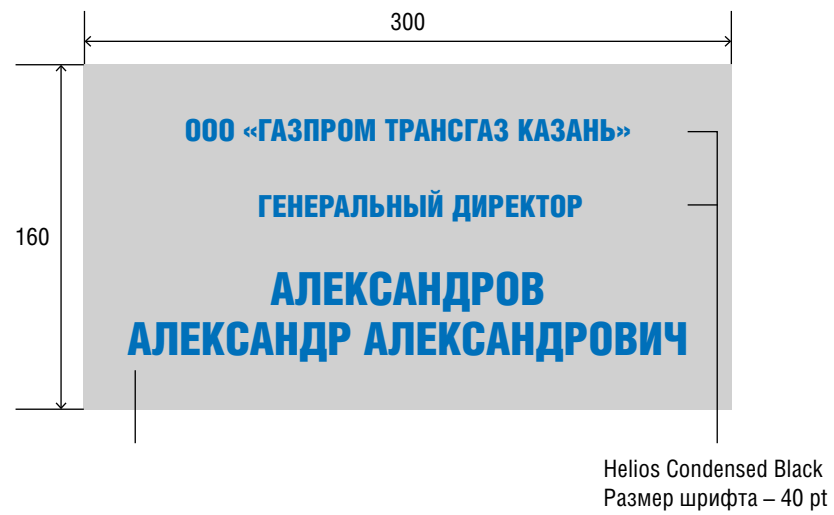 300
ООО «ГАЗПРОМ ТРАНСГАЗ КАЗАНЬ»
ГЕНЕРАЛЬНЫЙ ДИРЕКТОР
160
АЛЕКСАНДРОВ
АЛЕКСАНДР АЛЕКСАНДРОВИЧ
Helios Condensed Black
Размер шрифта – 40 pt